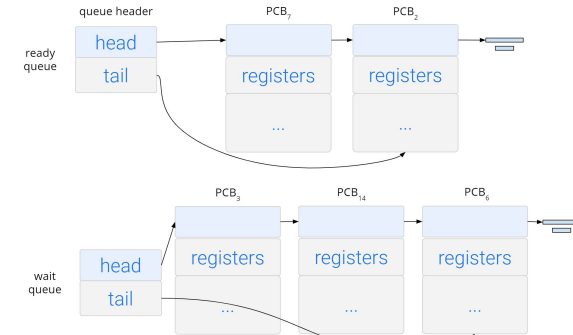 queue header
PCB7
PCB2
ready
queue
head
tail
registers
registers
...
...
PCB3
PCB14
PCB6
wait
queue
head
tail
registers
registers
registers
...
...
...